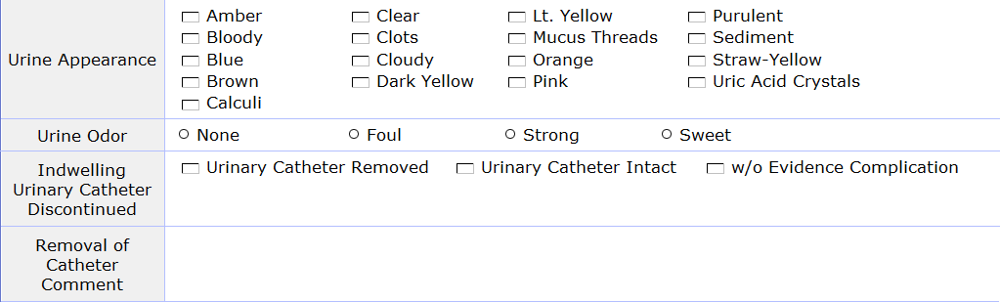 Urine Appearance
Amber Clear Lt. Yellow Purulent
Bloody Clots Mucus Threads Sediment
Blue Cloudy Orange Straw-Yellow
Brown Dark Yellow Pink Uric Acid Crystals
Calculi
Urine Odor
None Foul Strong Sweet
Indwelling
Urinary Catheter
Discontinued
Urinary Catheter Removed Urinary Catheter Intact w/o Evidence Complication
Removal of
Catheter
Comment